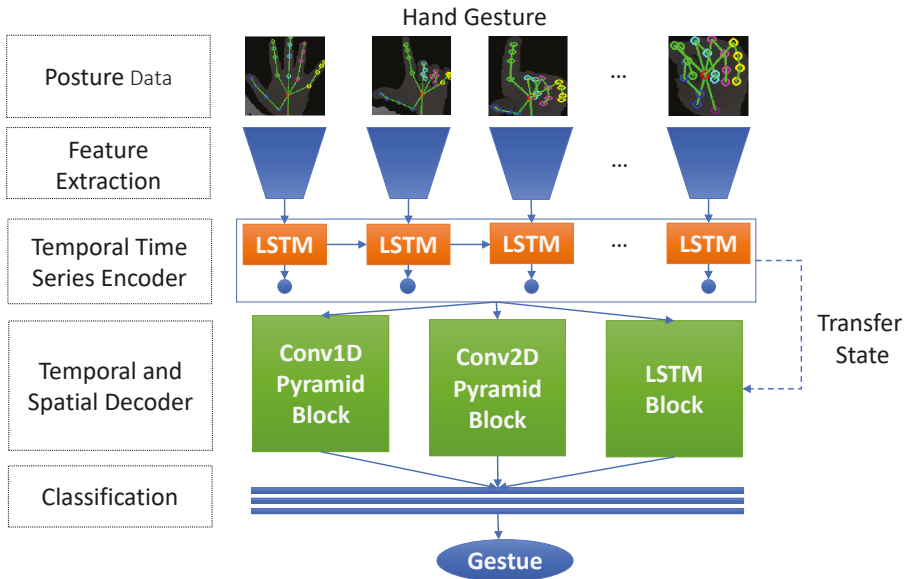 Hand Gesture
Posture Data
...
Feature
Extraction
...
Temporal Time
Series Encoder
LSTM
LSTM
LSTM
...
LSTM
Transfer
State
Temporal and
Spatial Decoder
Conv1D
Pyramid
Block
Conv2D
Pyramid
Block
LSTM
Block
Classification
Gestue